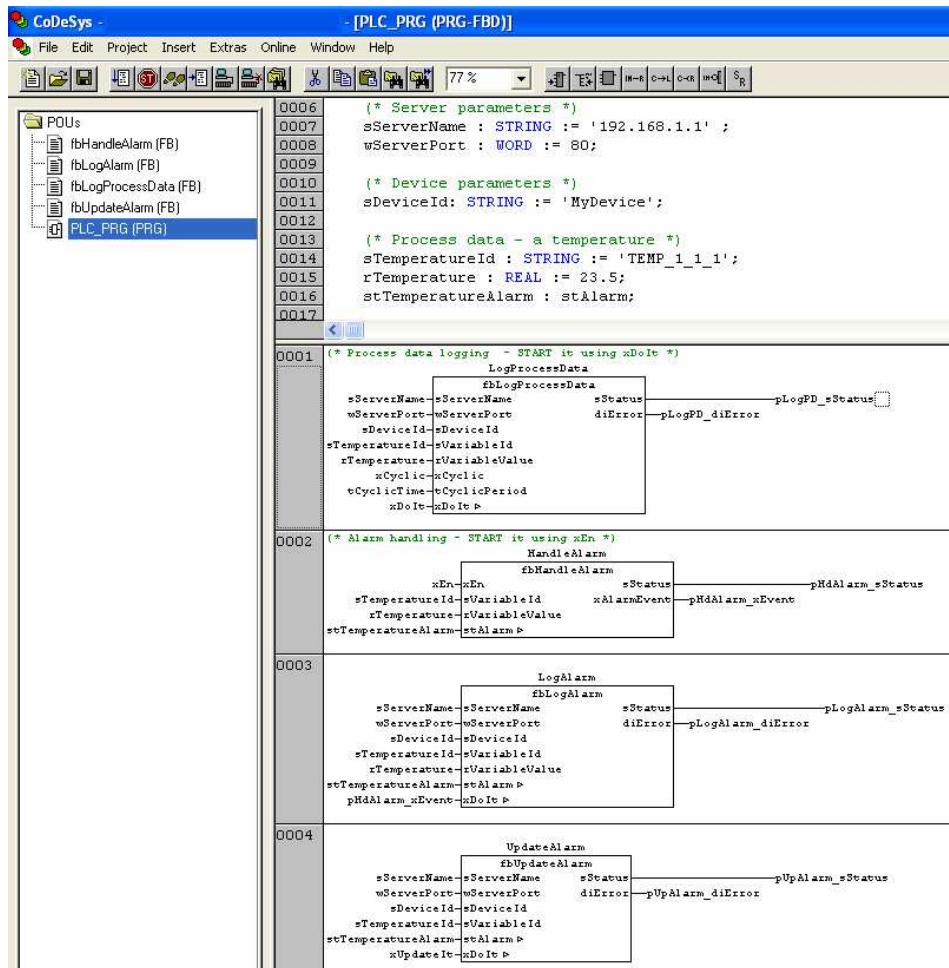 CoDeSys - - [PLC_PRG (PRG-FBD)]
File Edit Project Insert Extras Online Window Help
77 %
POUs
fbHandleAlarm (FB)
fbLogAlarm (FB)
fbLogProcessData (FB)
fbUpdateAlarm (FB)
PLC_PRG (PRG)
0006 (* Server parameters *)
0007 sServerName : STRING := '192.168.1.1' ;
0008 wServerPort : WORD := 80;
0009
0010 (* Device parameters *)
0011 sDeviceId: STRING := 'MyDevice';
0012
0013 (* Process data - a temperature *)
0014 sTemperatureId : STRING := 'TEMP_1_1_1';
0015 rTemperature : REAL := 23.5;
0016 stTemperatureAlarm : stAlarm;
0017
0001 (* Process data logging - START it using xDoIt *)
LogProcessData
fbLogProcessData
sServerName sServerName sStatus pLogPD_sStatus
wServerPort wServerPort diError pLogPD_diError
sDeviceId sDeviceId
sTemperatureId sVariableId
rTemperature rVariableValue
xCyclic xCyclic
tCyclicTime tCyclicPeriod
xDoIt xDoIt
0002 (* Alarm handling - START it using xEn *)
HandleAlarm
fbHandleAlarm
xEn xEn sStatus pHdAlarm_sStatus
sTemperatureId sVariableId xAlarmEvent pHdAlarm_xEvent
rTemperature rVariableValue
stTemperatureAlarm stAlarm
0003
LogAlarm
fbLogAlarm
sServerName sServerName sStatus pLogAlarm_sStatus
wServerPort wServerPort diError pLogAlarm_diError
sDeviceId sDeviceId
sTemperatureId sVariableId
rTemperature rVariableValue
stTemperatureAlarm stAlarm
pHdAlarm_xEvent xDoIt
0004
UpdateAlarm
fbUpdateAlarm
sServerName sServerName sStatus pUpAlarm_sStatus
wServerPort wServerPort diError pUpAlarm_diError
sDeviceId sDeviceId
sTemperatureId sVariableId
stTemperatureAlarm stAlarm
xUpdateIt xDoIt